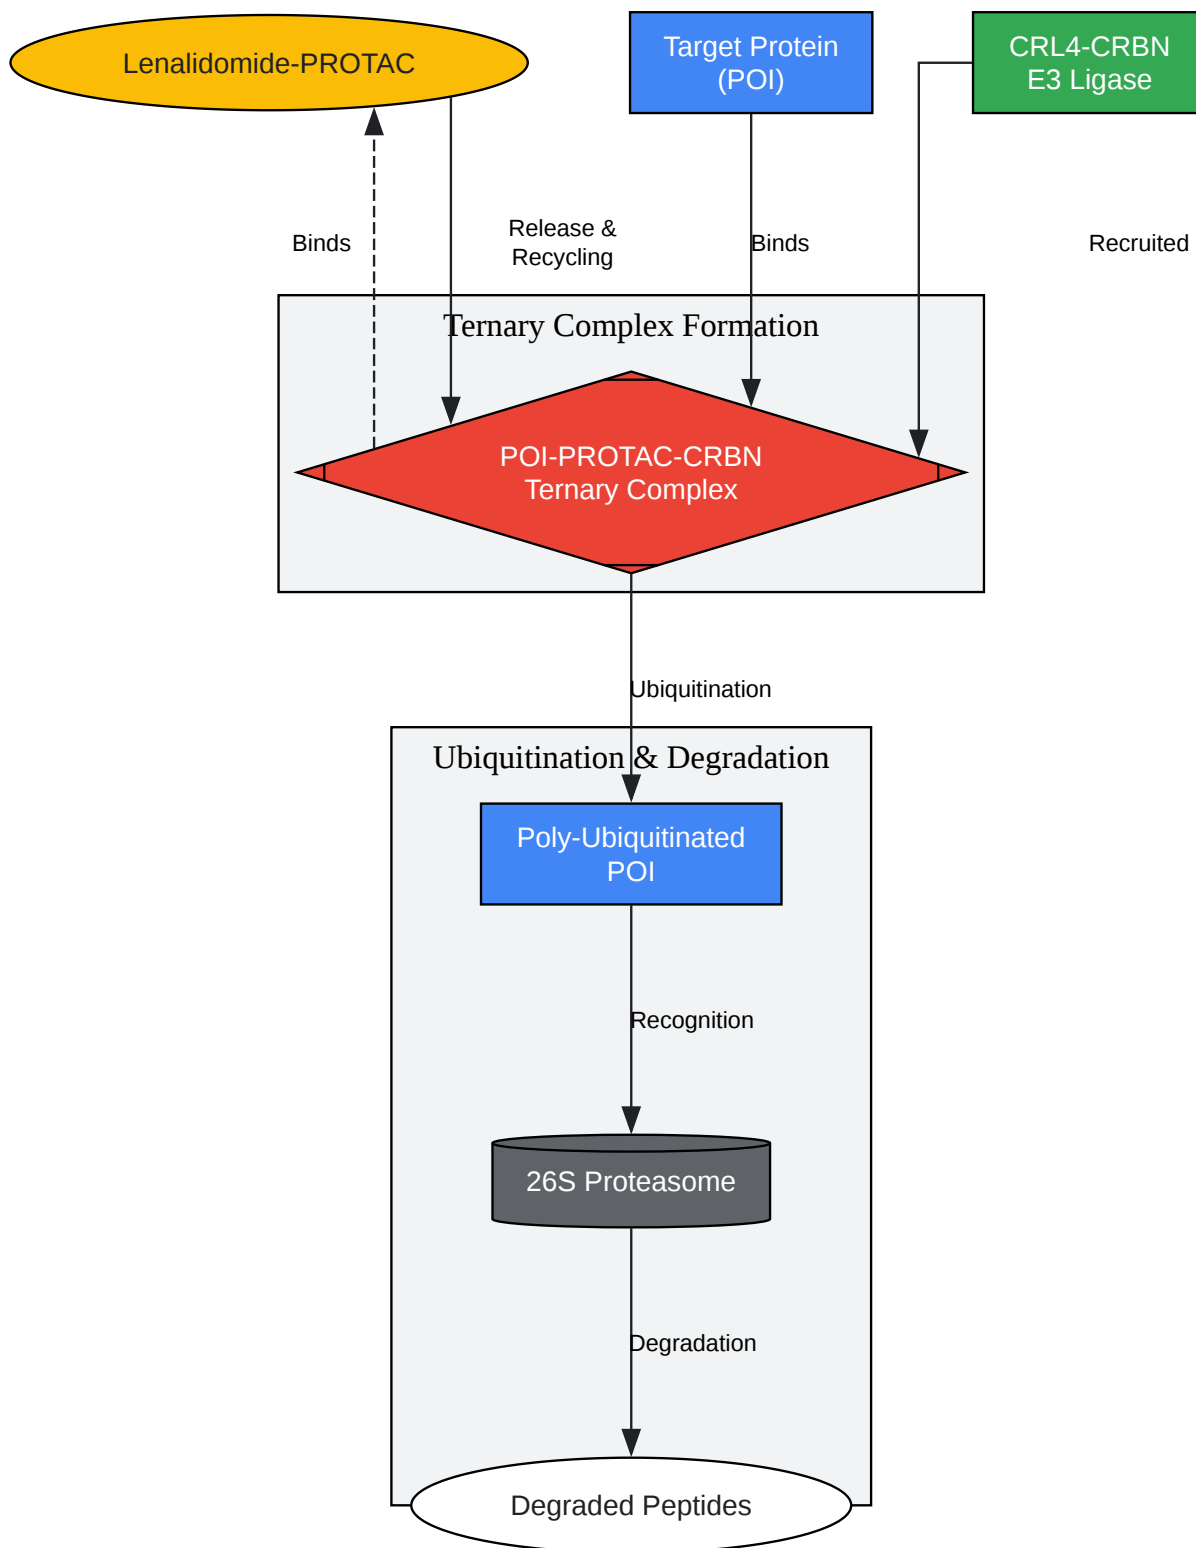 Lenalidomide-PROTAC
Target Protein
(POI)
CRL4-CRBN
E3 Ligase
Binds
Release &
Recycling
Binds
Recruited
Ternary Complex Formation
POI-PROTAC-CRBN
Ternary Complex
Ubiquitination
Ubiquitination & Degradation
Poly-Ubiquitinated
POI
Recognition
26S Proteasome
Degradation
Degraded Peptides